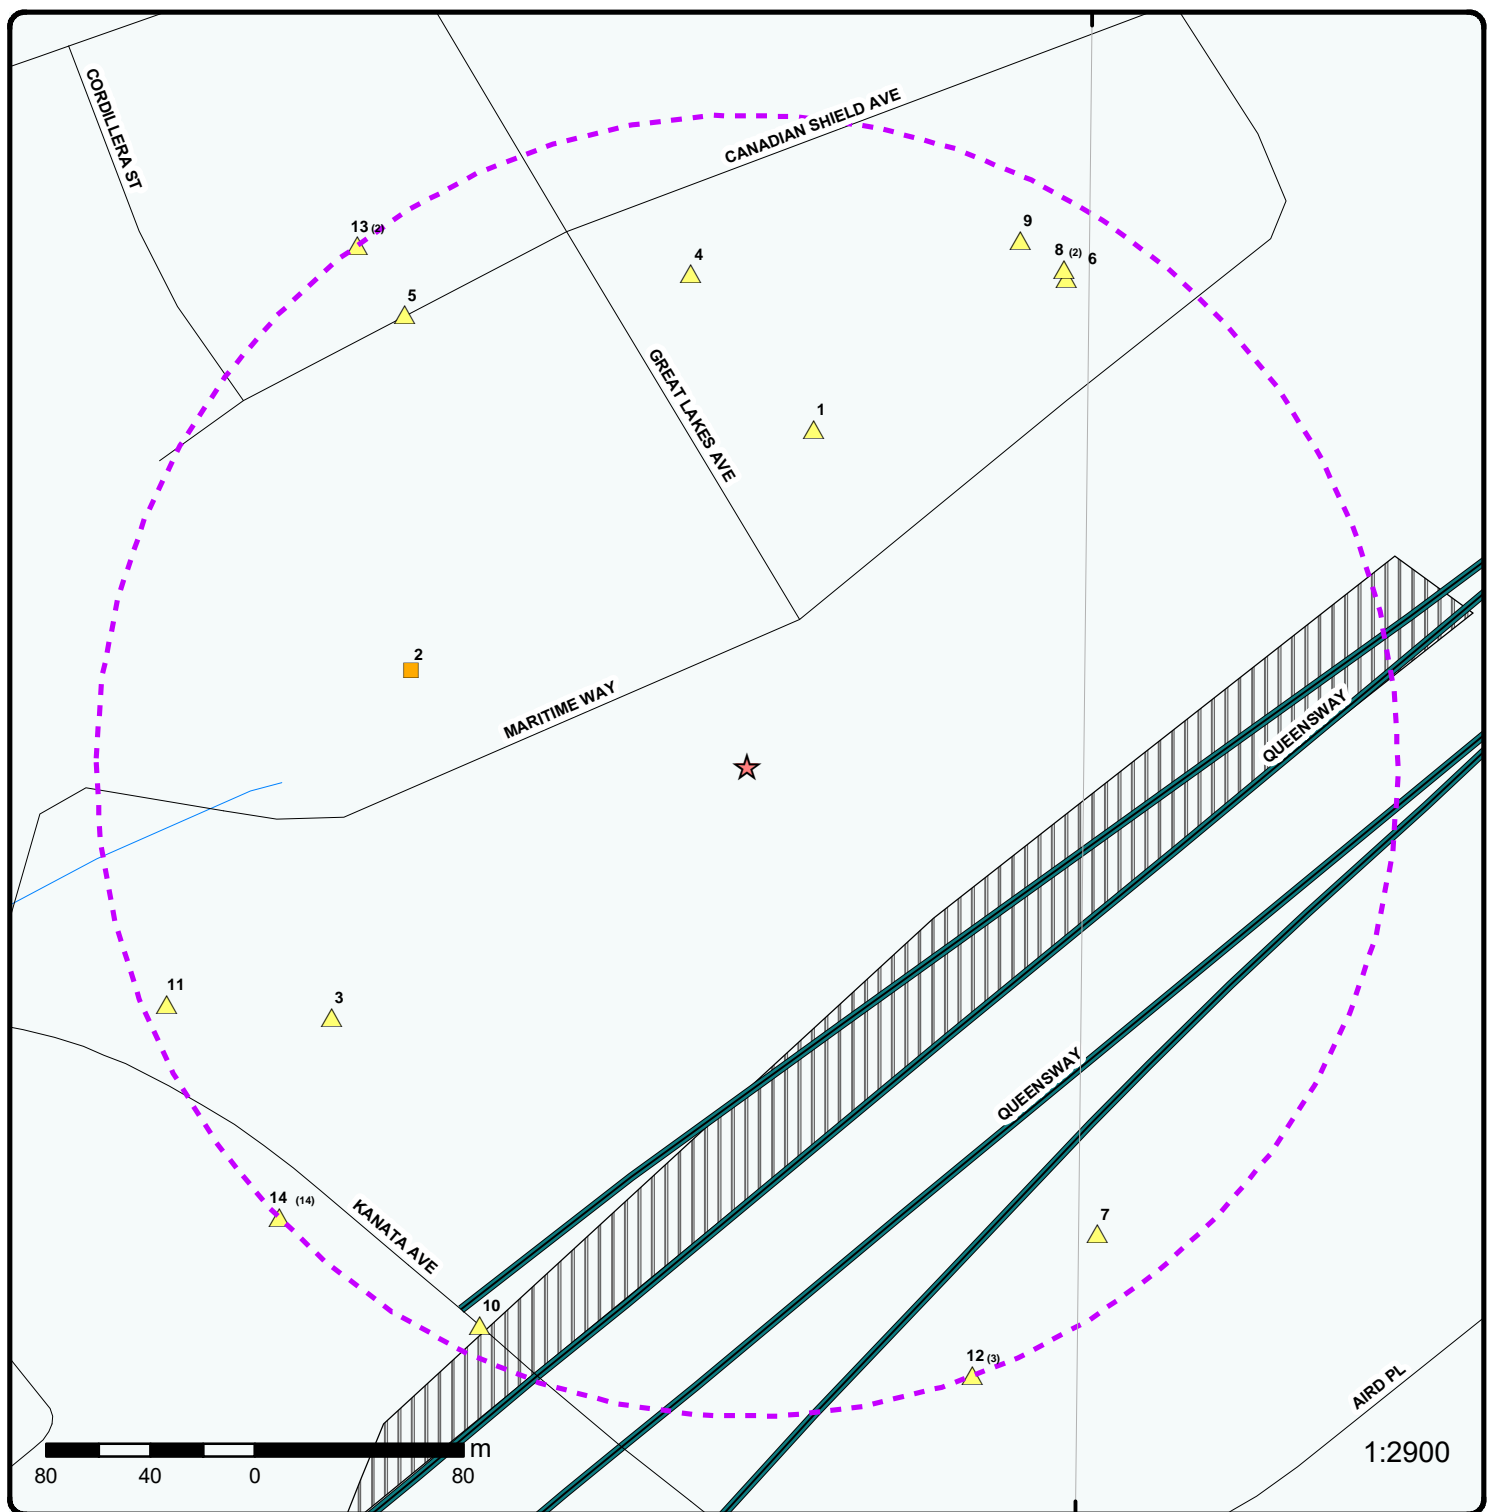 CORDILLERA ST
CANADIAN SHIELD AVE
13 (2)
9
4
8 (2) 6
5
GREAT LAKES AVE
1
2
MARITIME WAY
QUEENSWAY
11
3
QUEENSWAY
14 (14)
KANATA AVE
7
10
12 (3)
AIRD PL
m
1:2900
80 40 0 80